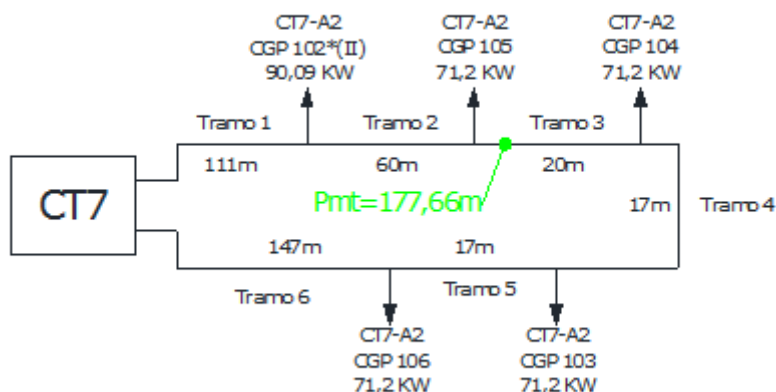 CT7-A2
CGP 102*(II)
90,09 KW
CT7-A2
CGP 105
71,2 KW
CT7-A2
CGP 104
71,2 KW
Tramo 1
Tramo 2
Tramo 3
111m
60m
20m
CT7
Pmt=177,66m
17m
Tramo 4
147m
17m
Tramo 6
Tramo 5
CT7-A2
CGP 106
71,2 KW
CT7-A2
CGP 103
71,2 KW